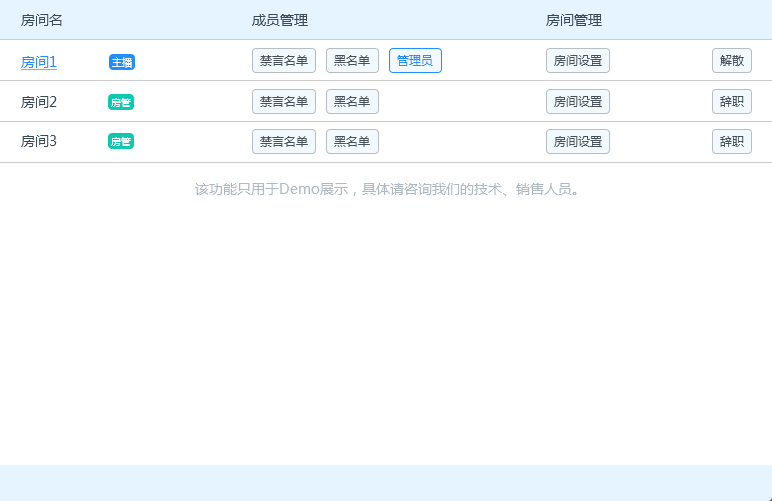 房间名 成员管理 房间管理
房间1 主播 禁言名单 黑名单 管理员 房间设置 解散
房间2 房管 禁言名单 黑名单 房间设置 辞职
房间3 房管 禁言名单 黑名单 房间设置 辞职
该功能只用于Demo展示，具体请咨询我们的技术、销售人员。